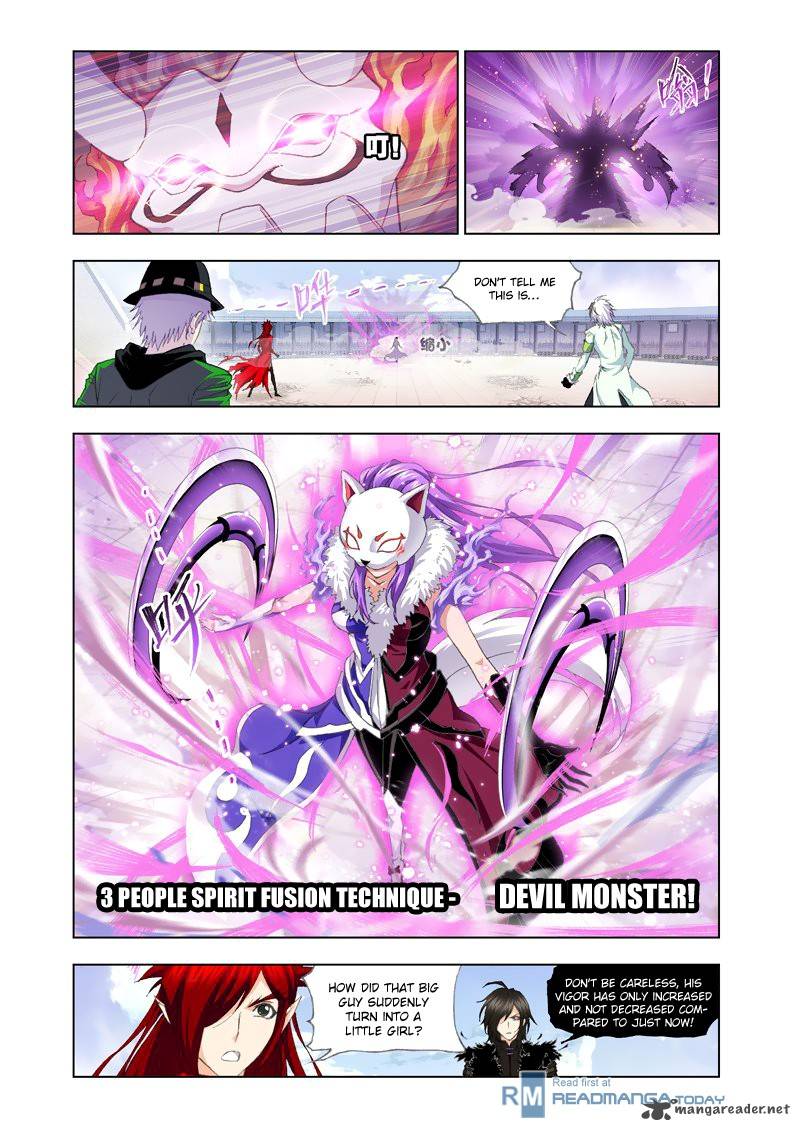 叮!
嗡!
哗
缩小
DON'T TELL ME
THIS IS...
呼
3 PEOPLE SPIRIT FUSION TECHNIQUE -
DEVIL MONSTER!
HOW DID THAT BIG
GUY SUDDENLY
TURN INTO A
LITTLE GIRL?
DON'T BE CARELESS, HIS
VIGOR HAS ONLY INCREASED
AND NOT DECREASED COM-
PARED TO JUST NOW!
RM
Read first at
READMANGA.TODAY
mangareader.net